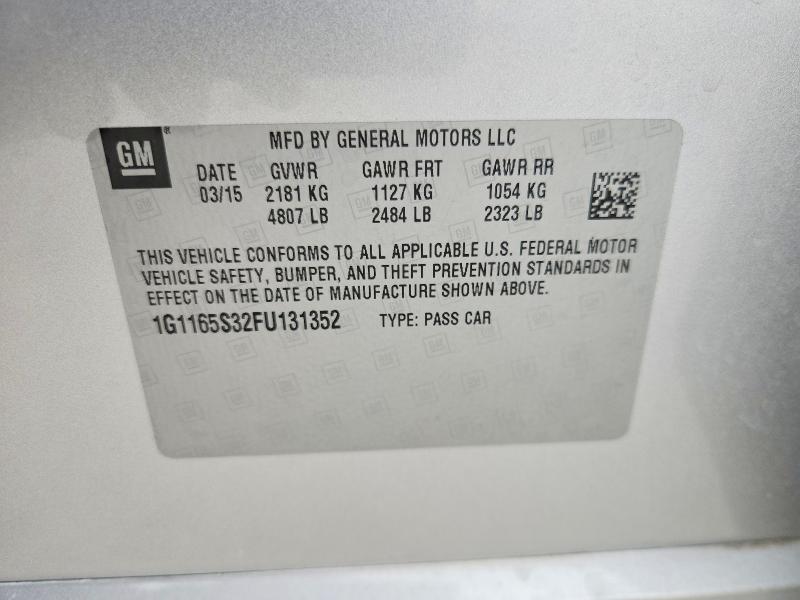 GM
MFD BY GENERAL MOTORS LLC
DATE GVWR GAWR FRT GAWR RR
03/15 2181 KG 1127 KG 1054 KG
4807 LB 2484 LB 2323 LB
THIS VEHICLE CONFORMS TO ALL APPLICABLE U.S. FEDERAL MOTOR
VEHICLE SAFETY, BUMPER, AND THEFT PREVENTION STANDARDS IN
EFFECT ON THE DATE OF MANUFACTURE SHOWN ABOVE.
1G1165S32FU131352 TYPE: PASS CAR